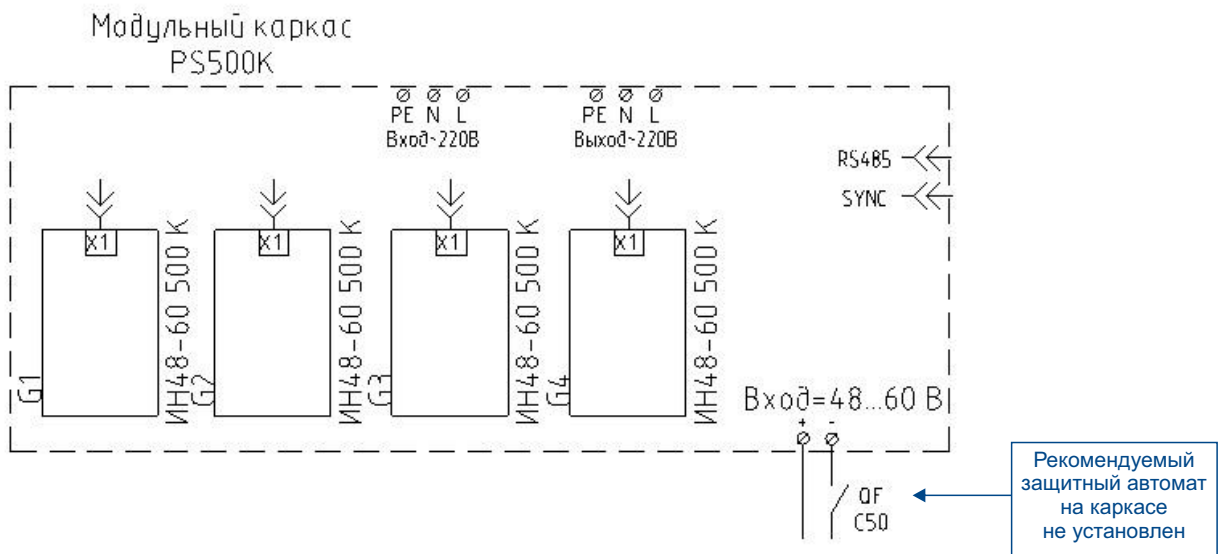 Модульный каркас
PS500K
PE N L
Вход~220В
PE N L
Выход~220В
RS485
SYNC
X1
X1
X1
X1
G1
ИН48-60 500 К
G2
ИН48-60 500 К
G3
ИН48-60 500 К
G4
ИН48-60 500 К
Вход=48...60 В
+ -
QF
C50
Рекомендуемый
защитный автомат
на каркасе
не установлен